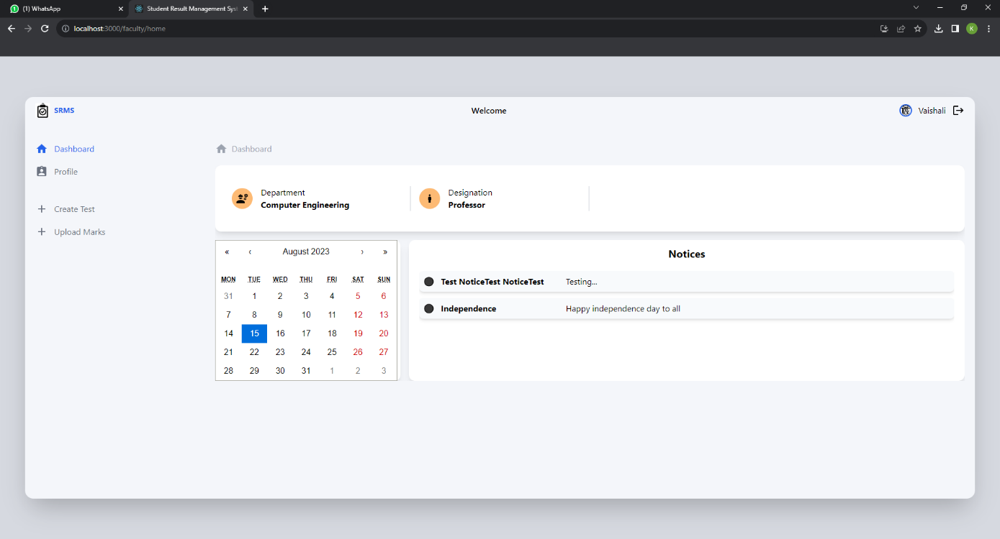 (1) WhatsApp
Student Result Management Syst
localhost:3000/faculty/home
K
SRMS
Welcome
Vaishali
Dashboard
Dashboard
Profile
Create Test
Upload Marks
Department
Computer Engineering
Designation
Professor
« ‹ August 2023 › »
MON TUE WED THU FRI SAT SUN
31 1 2 3 4 5 6
7 8 9 10 11 12 13
14 15 16 17 18 19 20
21 22 23 24 25 26 27
28 29 30 31 1 2 3
Notices
Test NoticeTest NoticeTest Testing...
Independence Happy independence day to all